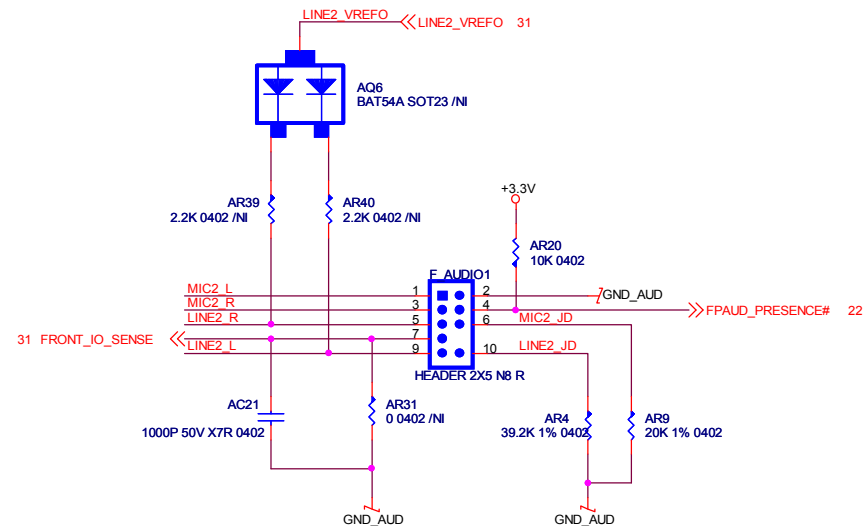 LINE2_VREFO
LINE2_VREFO 31
AQ6
BAT54A SOT23 /NI
AR39
2.2K 0402 /NI
AR40
2.2K 0402 /NI
+3.3V
AR20
10K 0402
F_AUDIO1
MIC2_L
1
2
GND_AUD
MIC2_R
3
4
FPAUD_PRESENCE# 22
LINE2_R
5
6
MIC2_JD
31 FRONT_IO_SENSE
7
LINE2_L
9
10
LINE2_JD
HEADER 2X5 N8 R
AC21
1000P 50V X7R 0402
AR31
0 0402 /NI
AR4
39.2K 1% 0402
AR9
20K 1% 0402
GND_AUD
GND_AUD